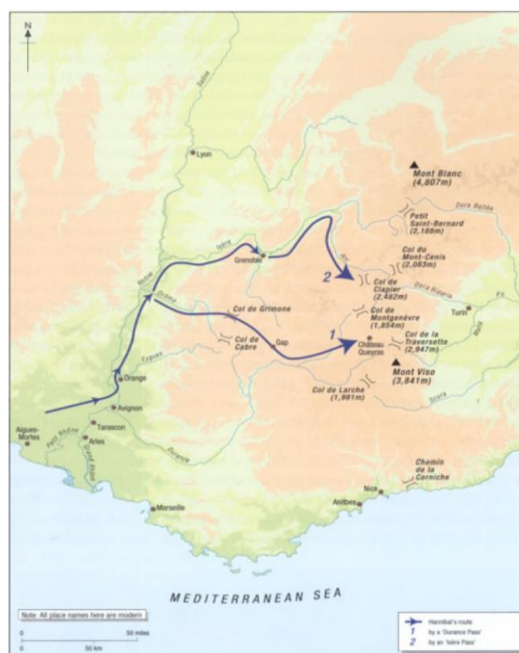 N
Saône
Lyon
Mont Blanc
(4,807m)
Dora Baltea
Petit
Saint-Bernard
(2,188m)
Isère
Grenoble
Arc
Col du
Mont-Cenis
(2,083m)
2
Col de
Clapier
(2,482m)
Dora Riparia
Rhône
Drôme
Col de Grimone
Col de
Montgenèvre
(1,854m)
Turin
Po
Col de
Cabre
Gap
1
Château
Queyras
Col de la
Traversette
(2,947m)
Mont Viso
(3,841m)
Eygues
Orange
Col de Larche
(1,991m)
Avignon
Tarascon
Aigues-
Mortes
Petit Rhône
Arles
Grand Rhône
Durance
Chemin
de la
Corniche
Nice
Antibes
Marseille
MEDITERRANEAN SEA
Note: All place names here are modern
0 50 miles
0 50 km
Hannibal's route
1 by a 'Durance Pass'
2 by an 'Isère Pass'